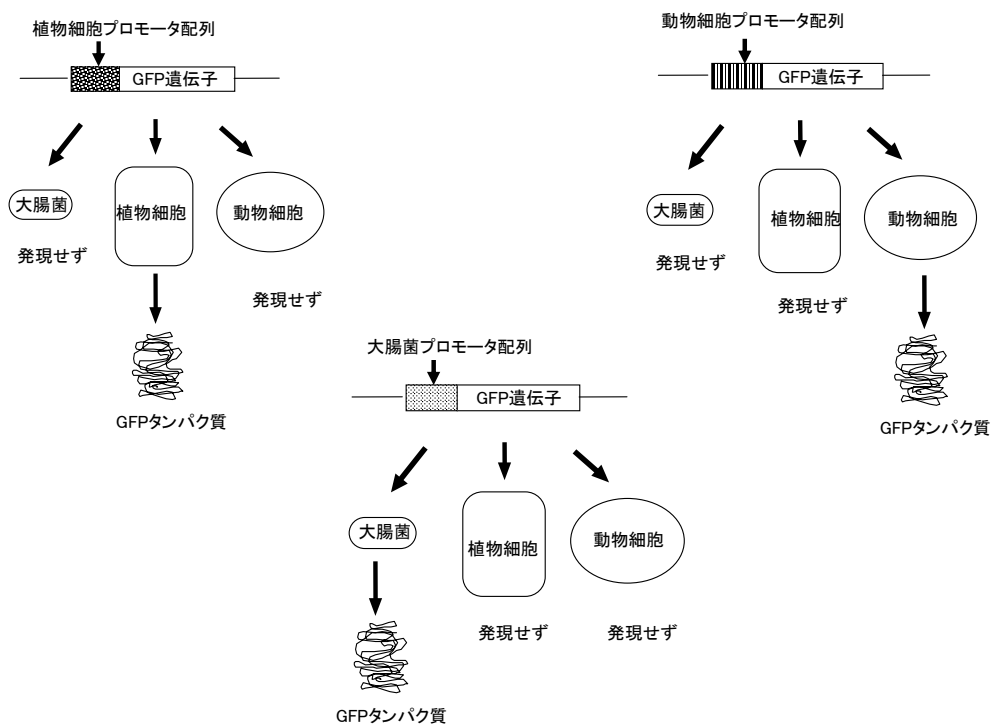 植物細胞プロモータ配列
GFP遺伝子
大腸菌
植物細胞
動物細胞
発現せず
発現せず
GFPタンパク質
動物細胞プロモータ配列
GFP遺伝子
大腸菌
植物細胞
動物細胞
発現せず
発現せず
GFPタンパク質
大腸菌プロモータ配列
GFP遺伝子
大腸菌
植物細胞
動物細胞
発現せず
発現せず
GFPタンパク質